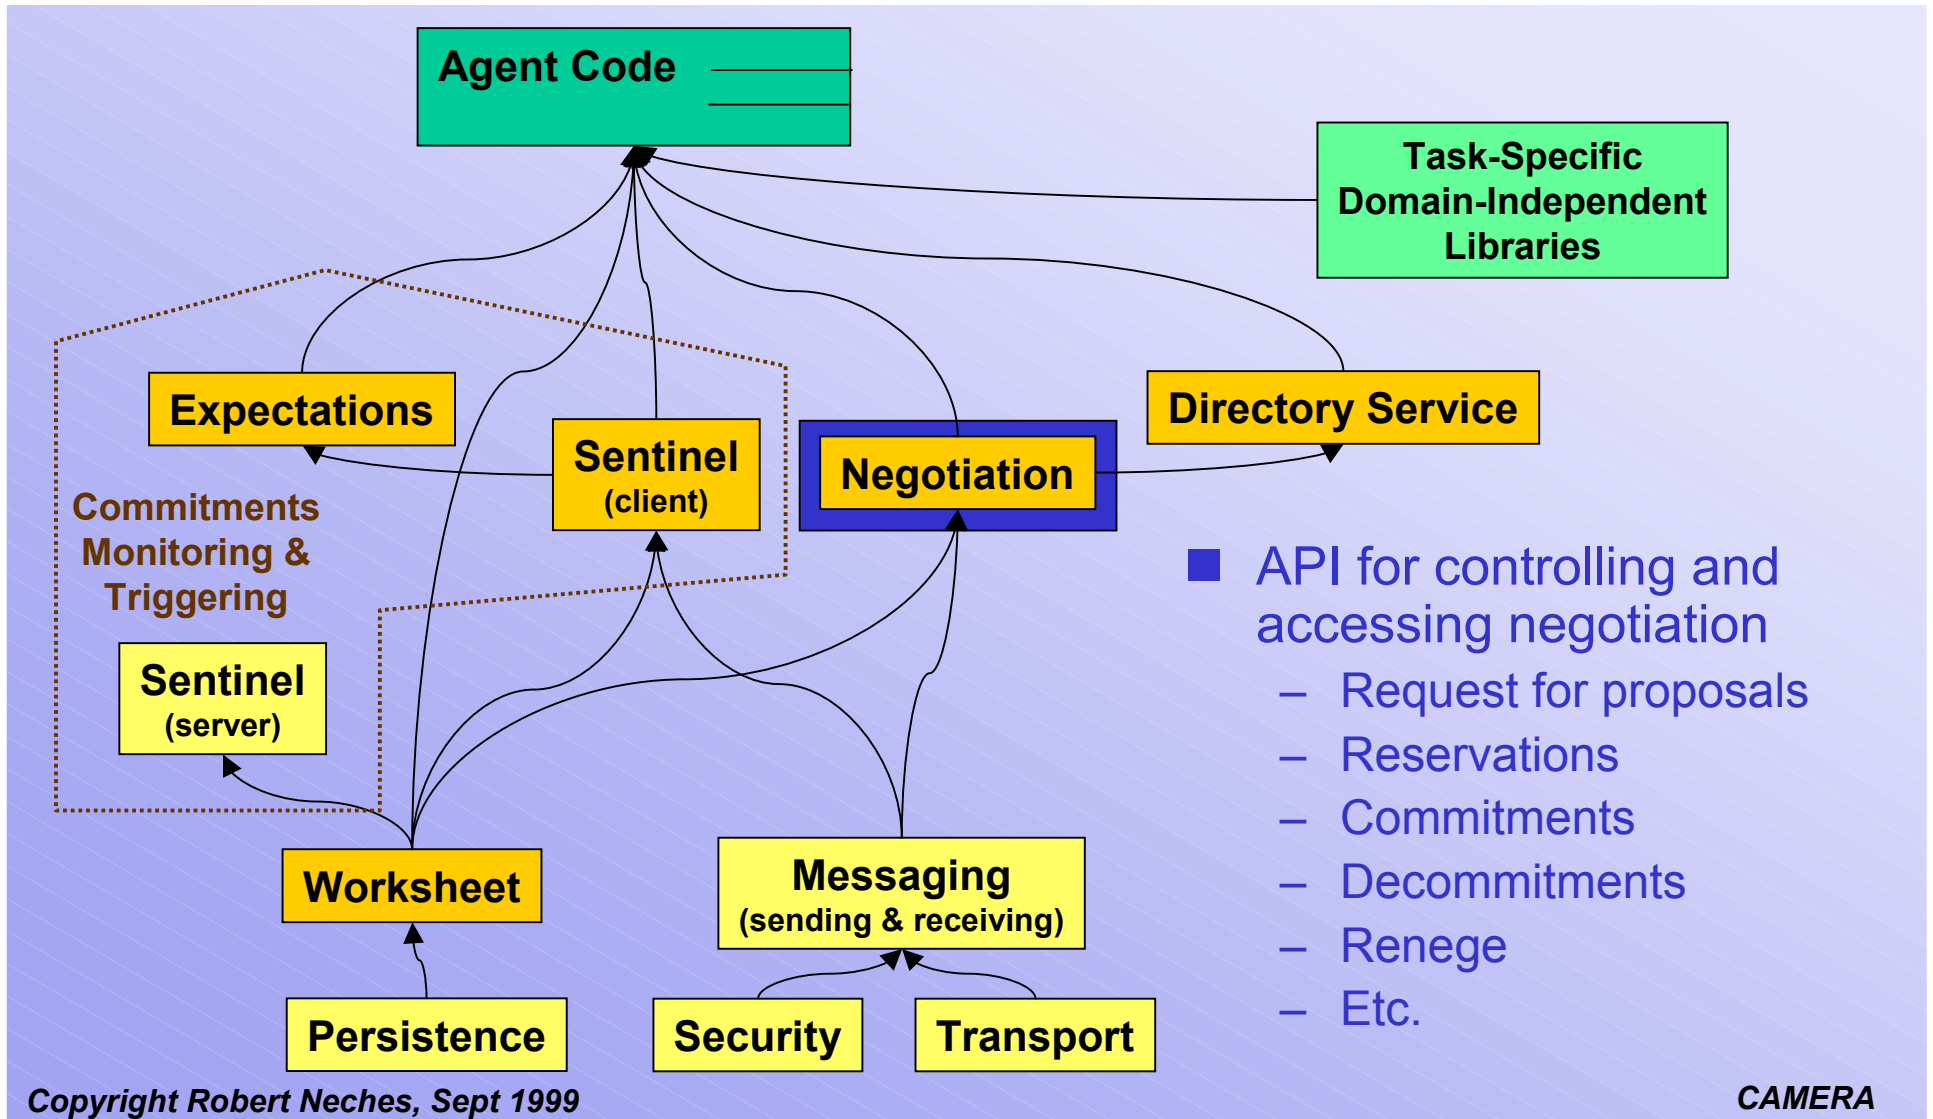 Agent Code
Task-Specific
Domain-Independent
Libraries
Expectations
Sentinel
(client)
Negotiation
Directory Service
Commitments
Monitoring &
Triggering
Sentinel
(server)
■ API for controlling and
accessing negotiation
– Request for proposals
– Reservations
– Commitments
– Decommitments
– Renege
– Etc.
Worksheet
Messaging
(sending & receiving)
Persistence
Security
Transport
Copyright Robert Neches, Sept 1999
CAMERA